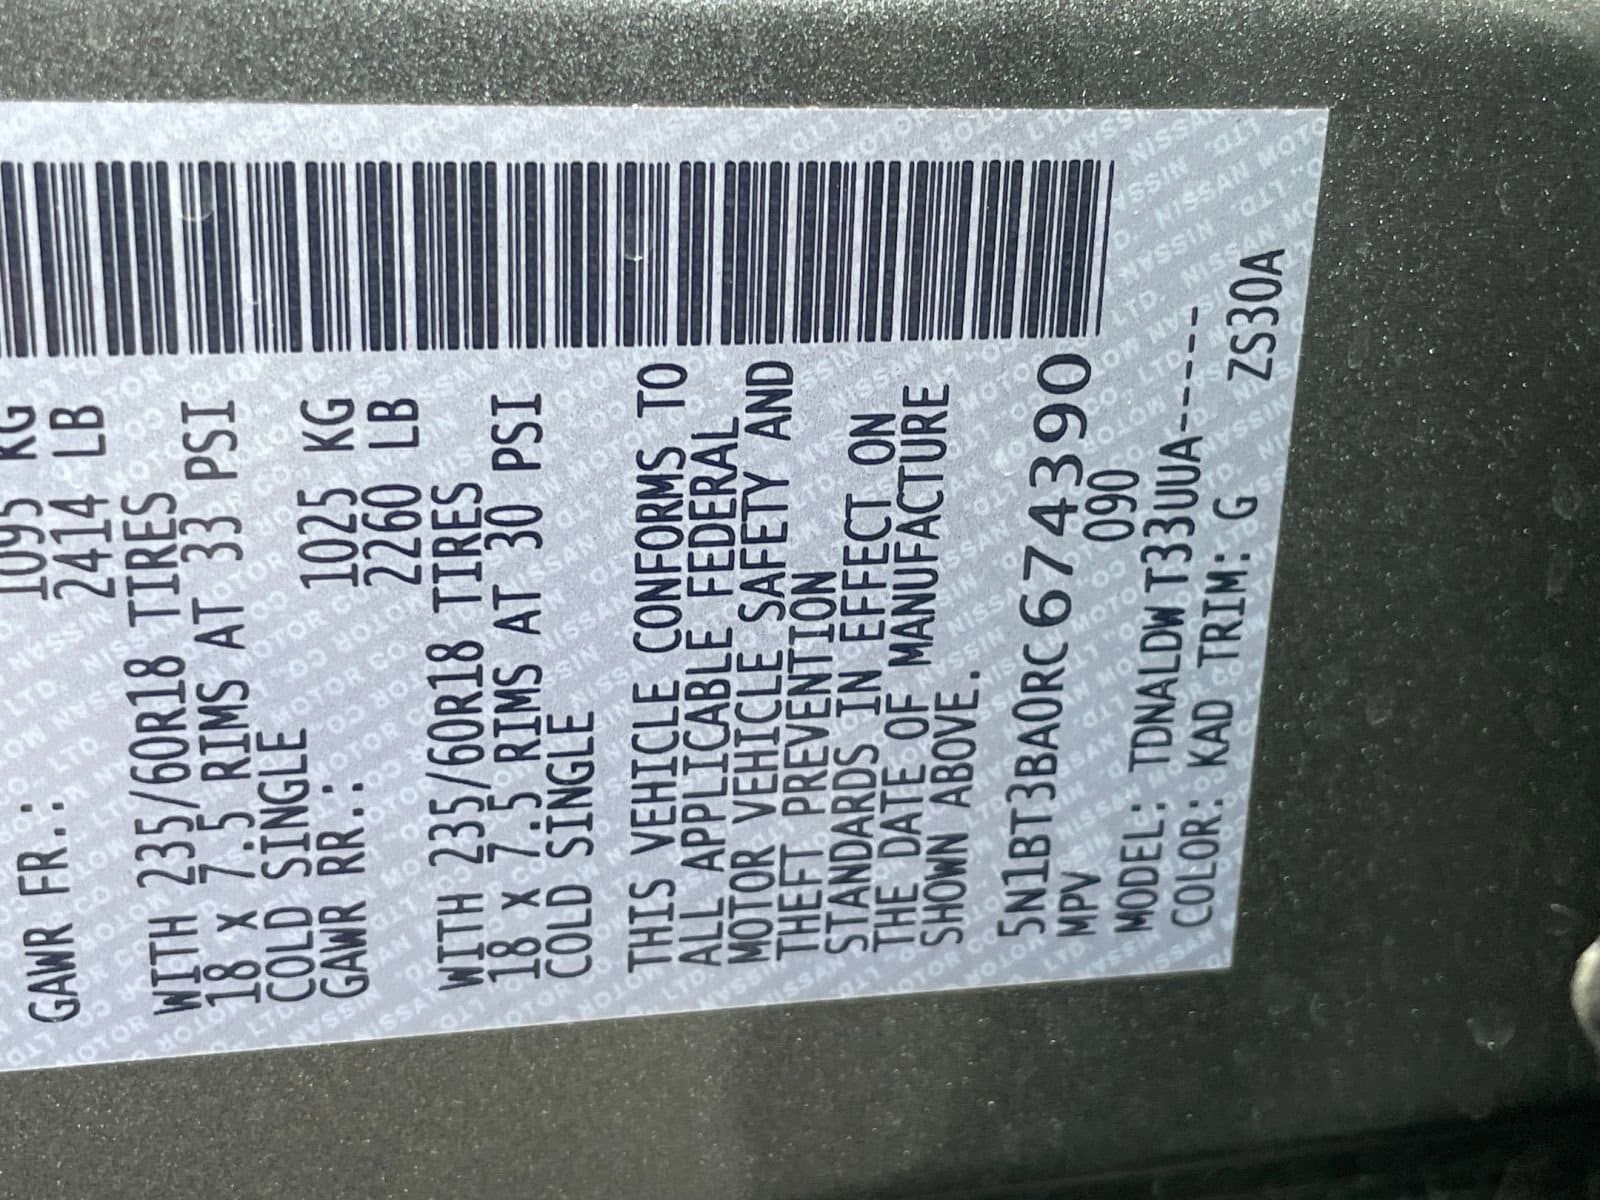 GAWR FR.: 1095 KG
2414 LB
WITH 235/60R18 TIRES
18 X 7.5 RIMS AT 33 PSI
COLD SINGLE
GAWR RR.: 1025 KG
2260 LB
WITH 235/60R18 TIRES
18 X 7.5 RIMS AT 30 PSI
COLD SINGLE
THIS VEHICLE CONFORMS TO
ALL APPLICABLE FEDERAL
MOTOR VEHICLE SAFETY AND
THEFT PREVENTION
STANDARDS IN EFFECT ON
THE DATE OF MANUFACTURE
SHOWN ABOVE.
5N1BT3BA0RC674390
MPV 090
MODEL: TDNALDW T33UUA-----
COLOR: KAD TRIM: G ZS30A